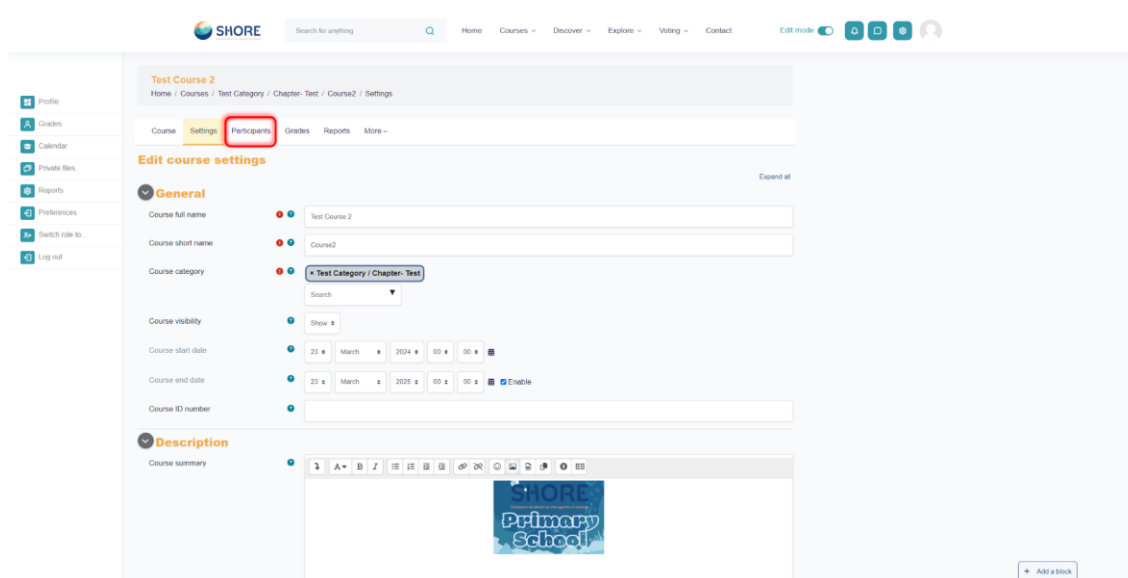 SHORE Search for anything Home Courses Discover Explore Voting Contact Edit mode
Test Course 2
Home / Courses / Test Category / Chapter- Test / Course2 / Settings
Profile
Grades
Calendar
Private files
Reports
Preferences
Switch role to...
Log out
Course Settings Participants Grades Reports More
Edit course settings
Expand all
General
Course full name Test Course 2
Course short name Course2
Course category × Test Category / Chapter- Test
Search
Course visibility Show
Course start date 23 March 2024 00 00
Course end date 23 March 2025 00 00 Enable
Course ID number
Description
Course summary
SHORE
Primary
School
+ Add a block